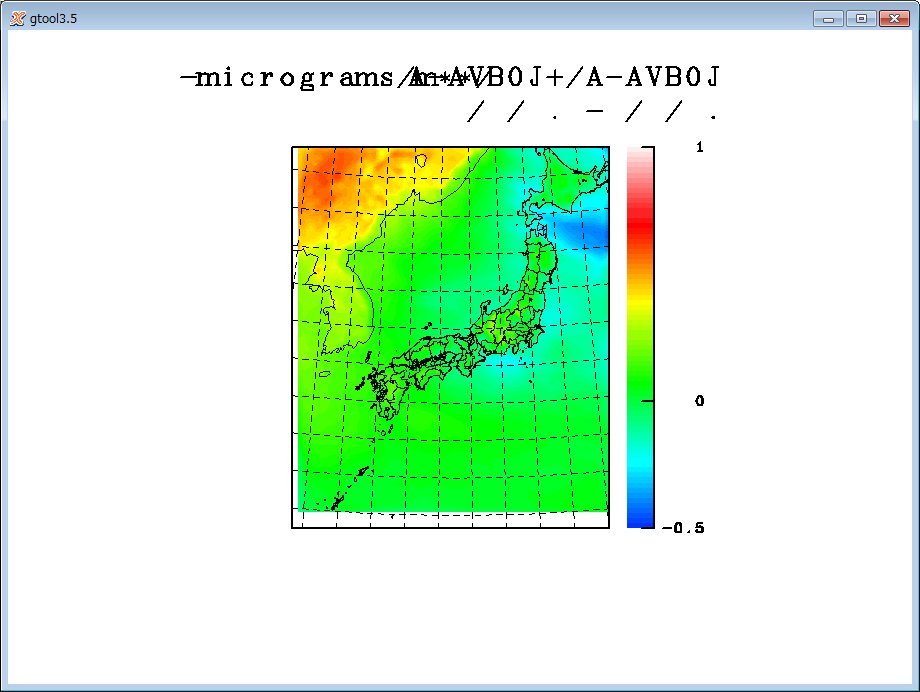 gtool3.5
-micrograms/m**/
A-AVB0J+/A-AVB0J
/ / . - / / .
1
0
-0.5